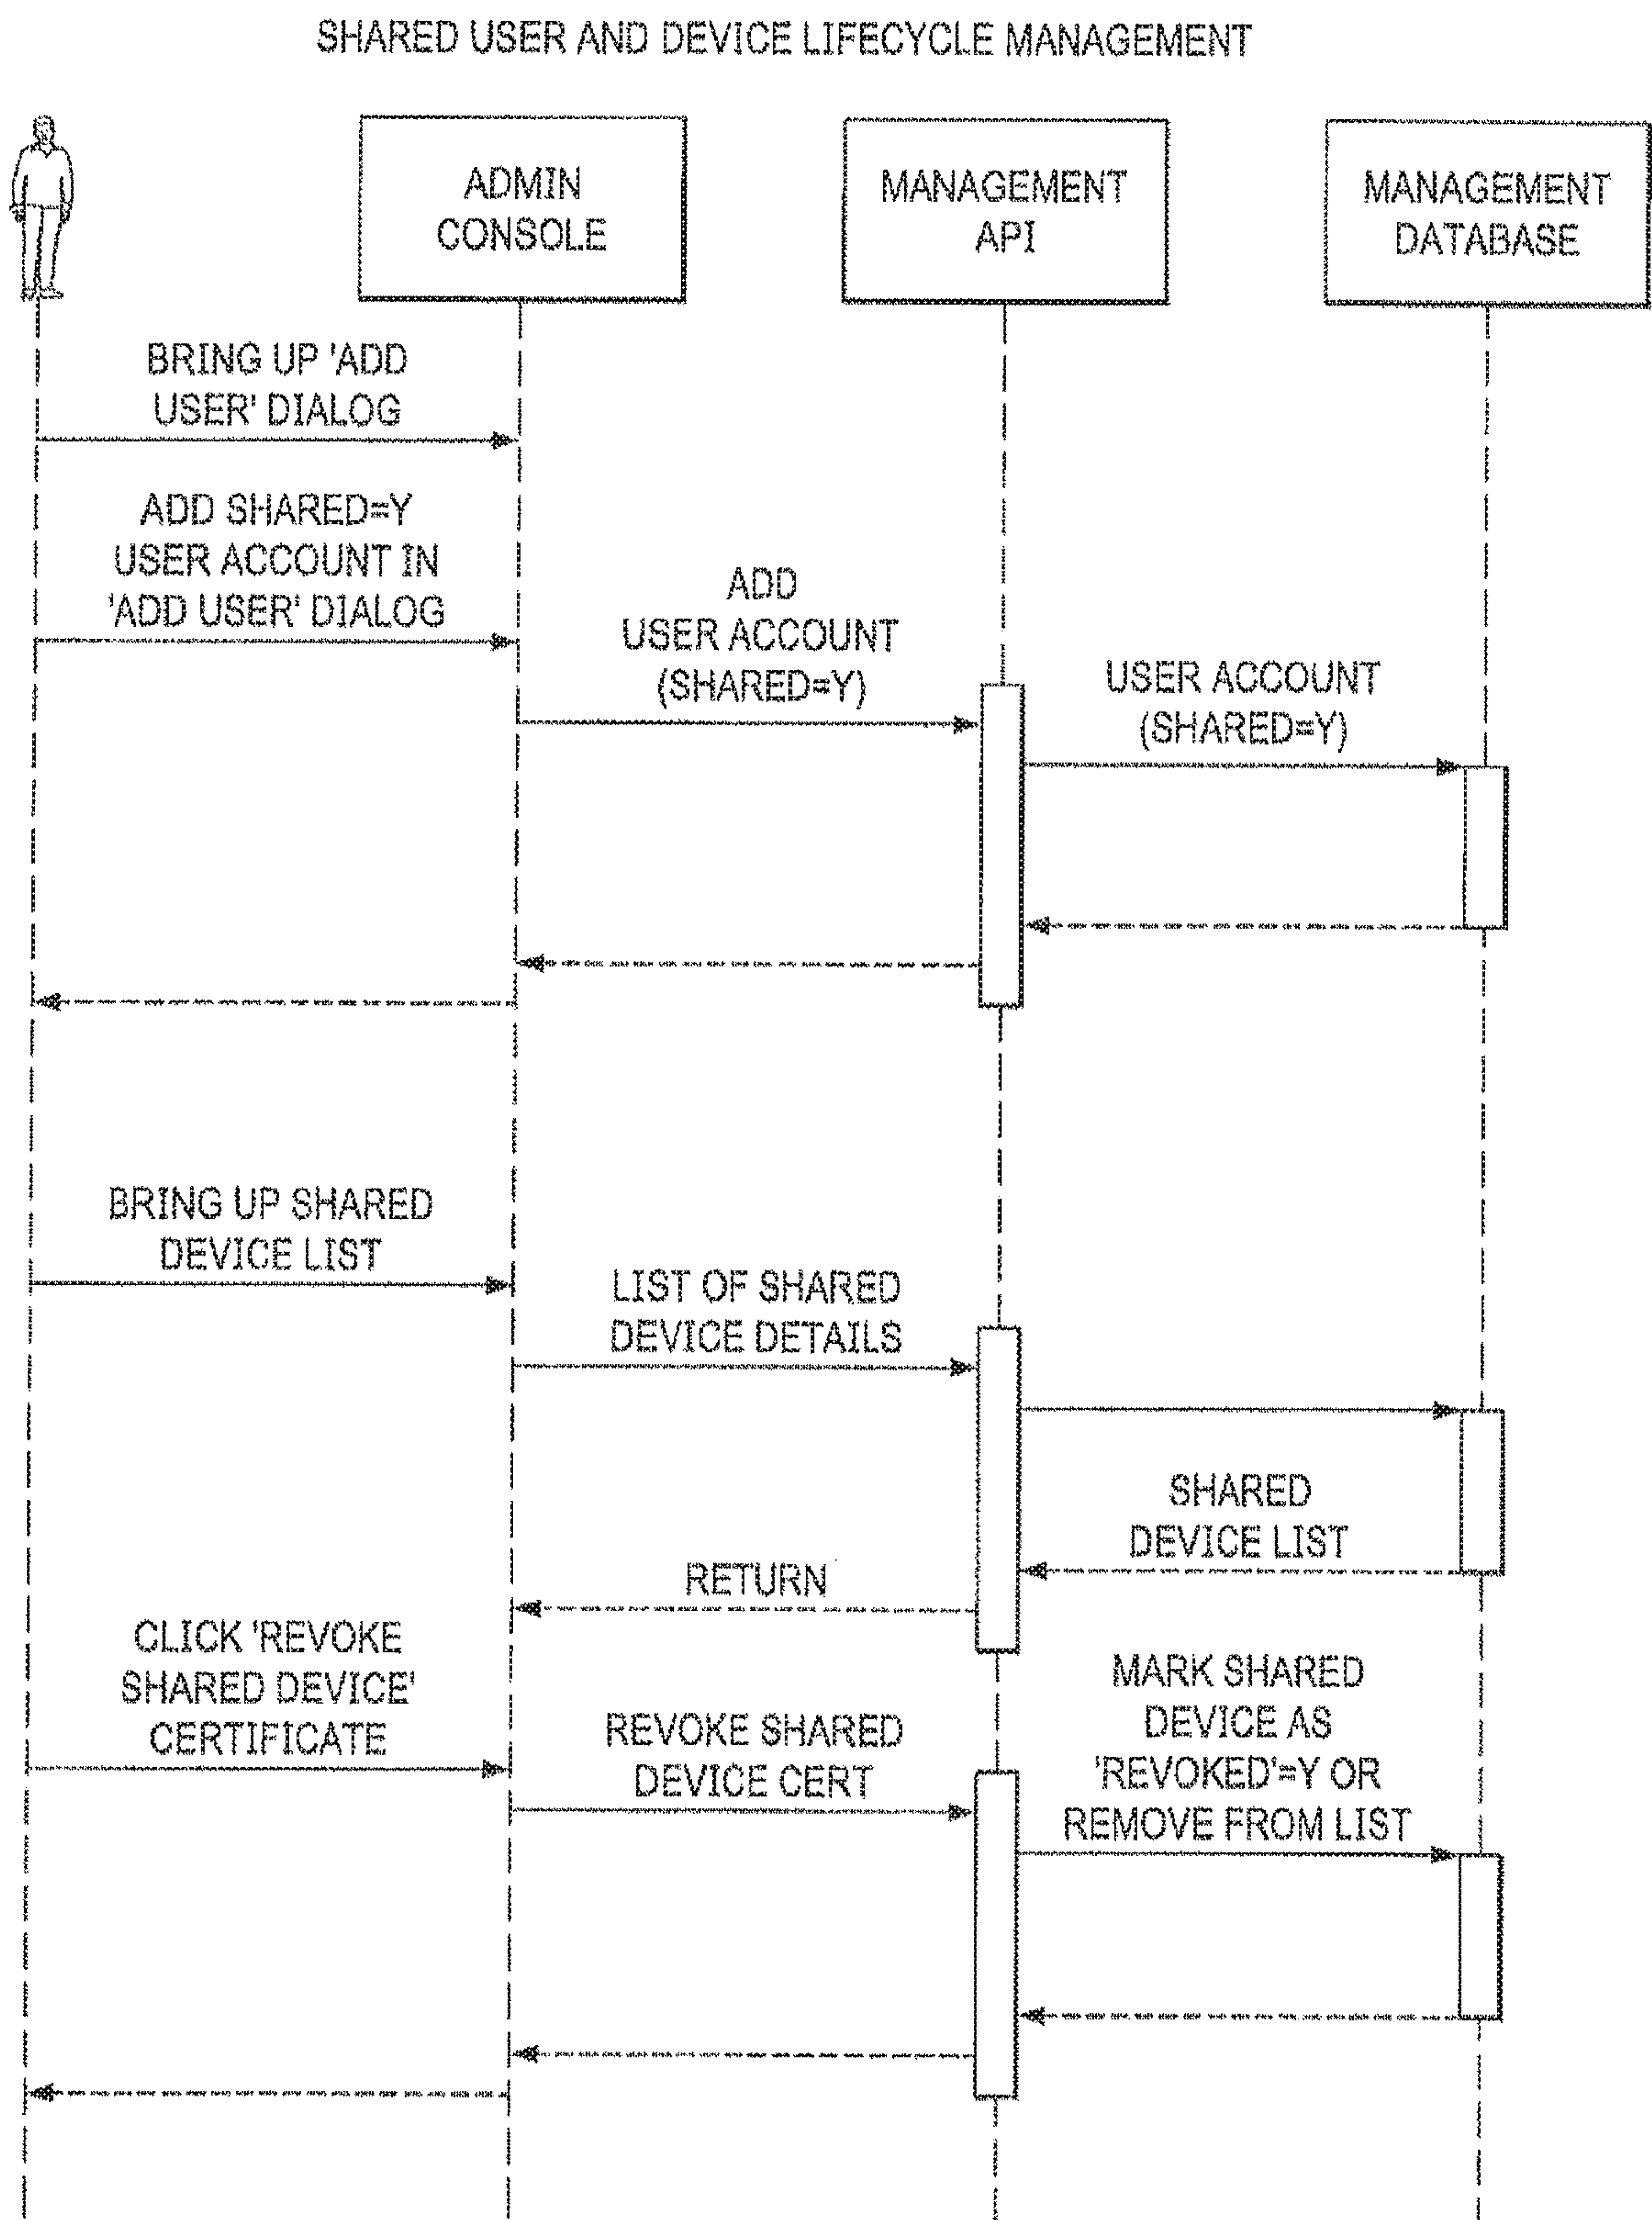 SHARED USER AND DEVICE LIFECYCLE MANAGEMENT
ADMIN
CONSOLE
MANAGEMENT
API
MANAGEMENT
DATABASE
BRING UP 'ADD
USER' DIALOG
ADD SHARED=Y
USER ACCOUNT IN
'ADD USER' DIALOG
ADD
USER ACCOUNT
(SHARED=Y)
USER ACCOUNT
(SHARED=Y)
BRING UP SHARED
DEVICE LIST
LIST OF SHARED
DEVICE DETAILS
SHARED
DEVICE LIST
RETURN
CLICK 'REVOKE
SHARED DEVICE'
CERTIFICATE
REVOKE SHARED
DEVICE CERT
MARK SHARED
DEVICE AS
'REVOKED'=Y OR
REMOVE FROM LIST